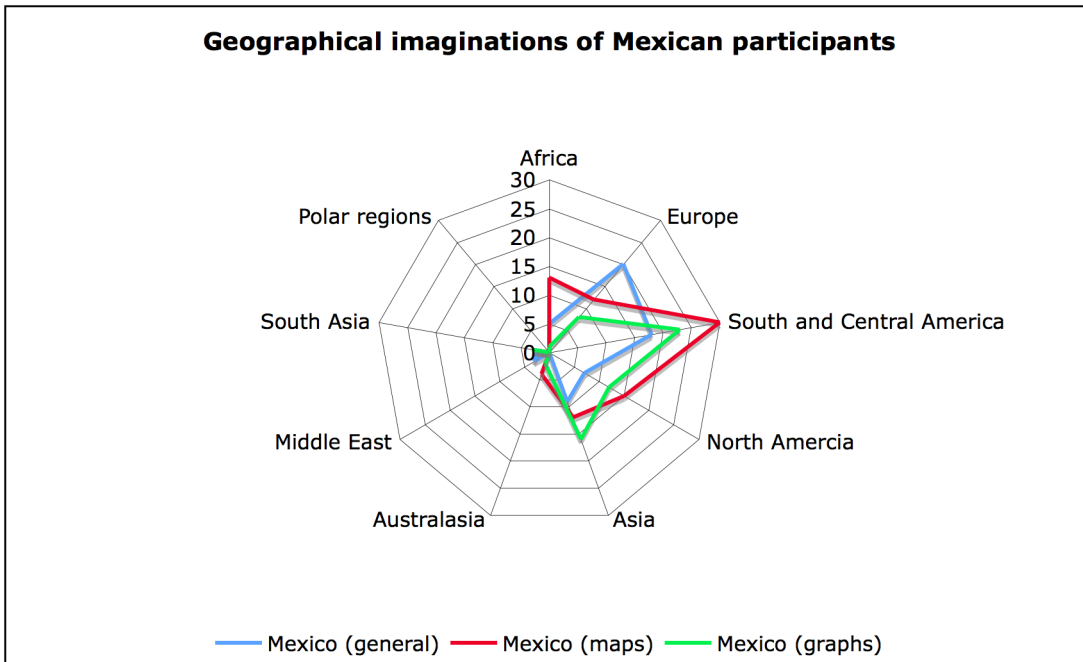 Geographical imaginations of Mexican participants
Africa
30
25
20
15
10
5
0
Europe
South and Central America
North Amercia
Asia
Australasia
Middle East
South Asia
Polar regions
Mexico (general) Mexico (maps) Mexico (graphs)